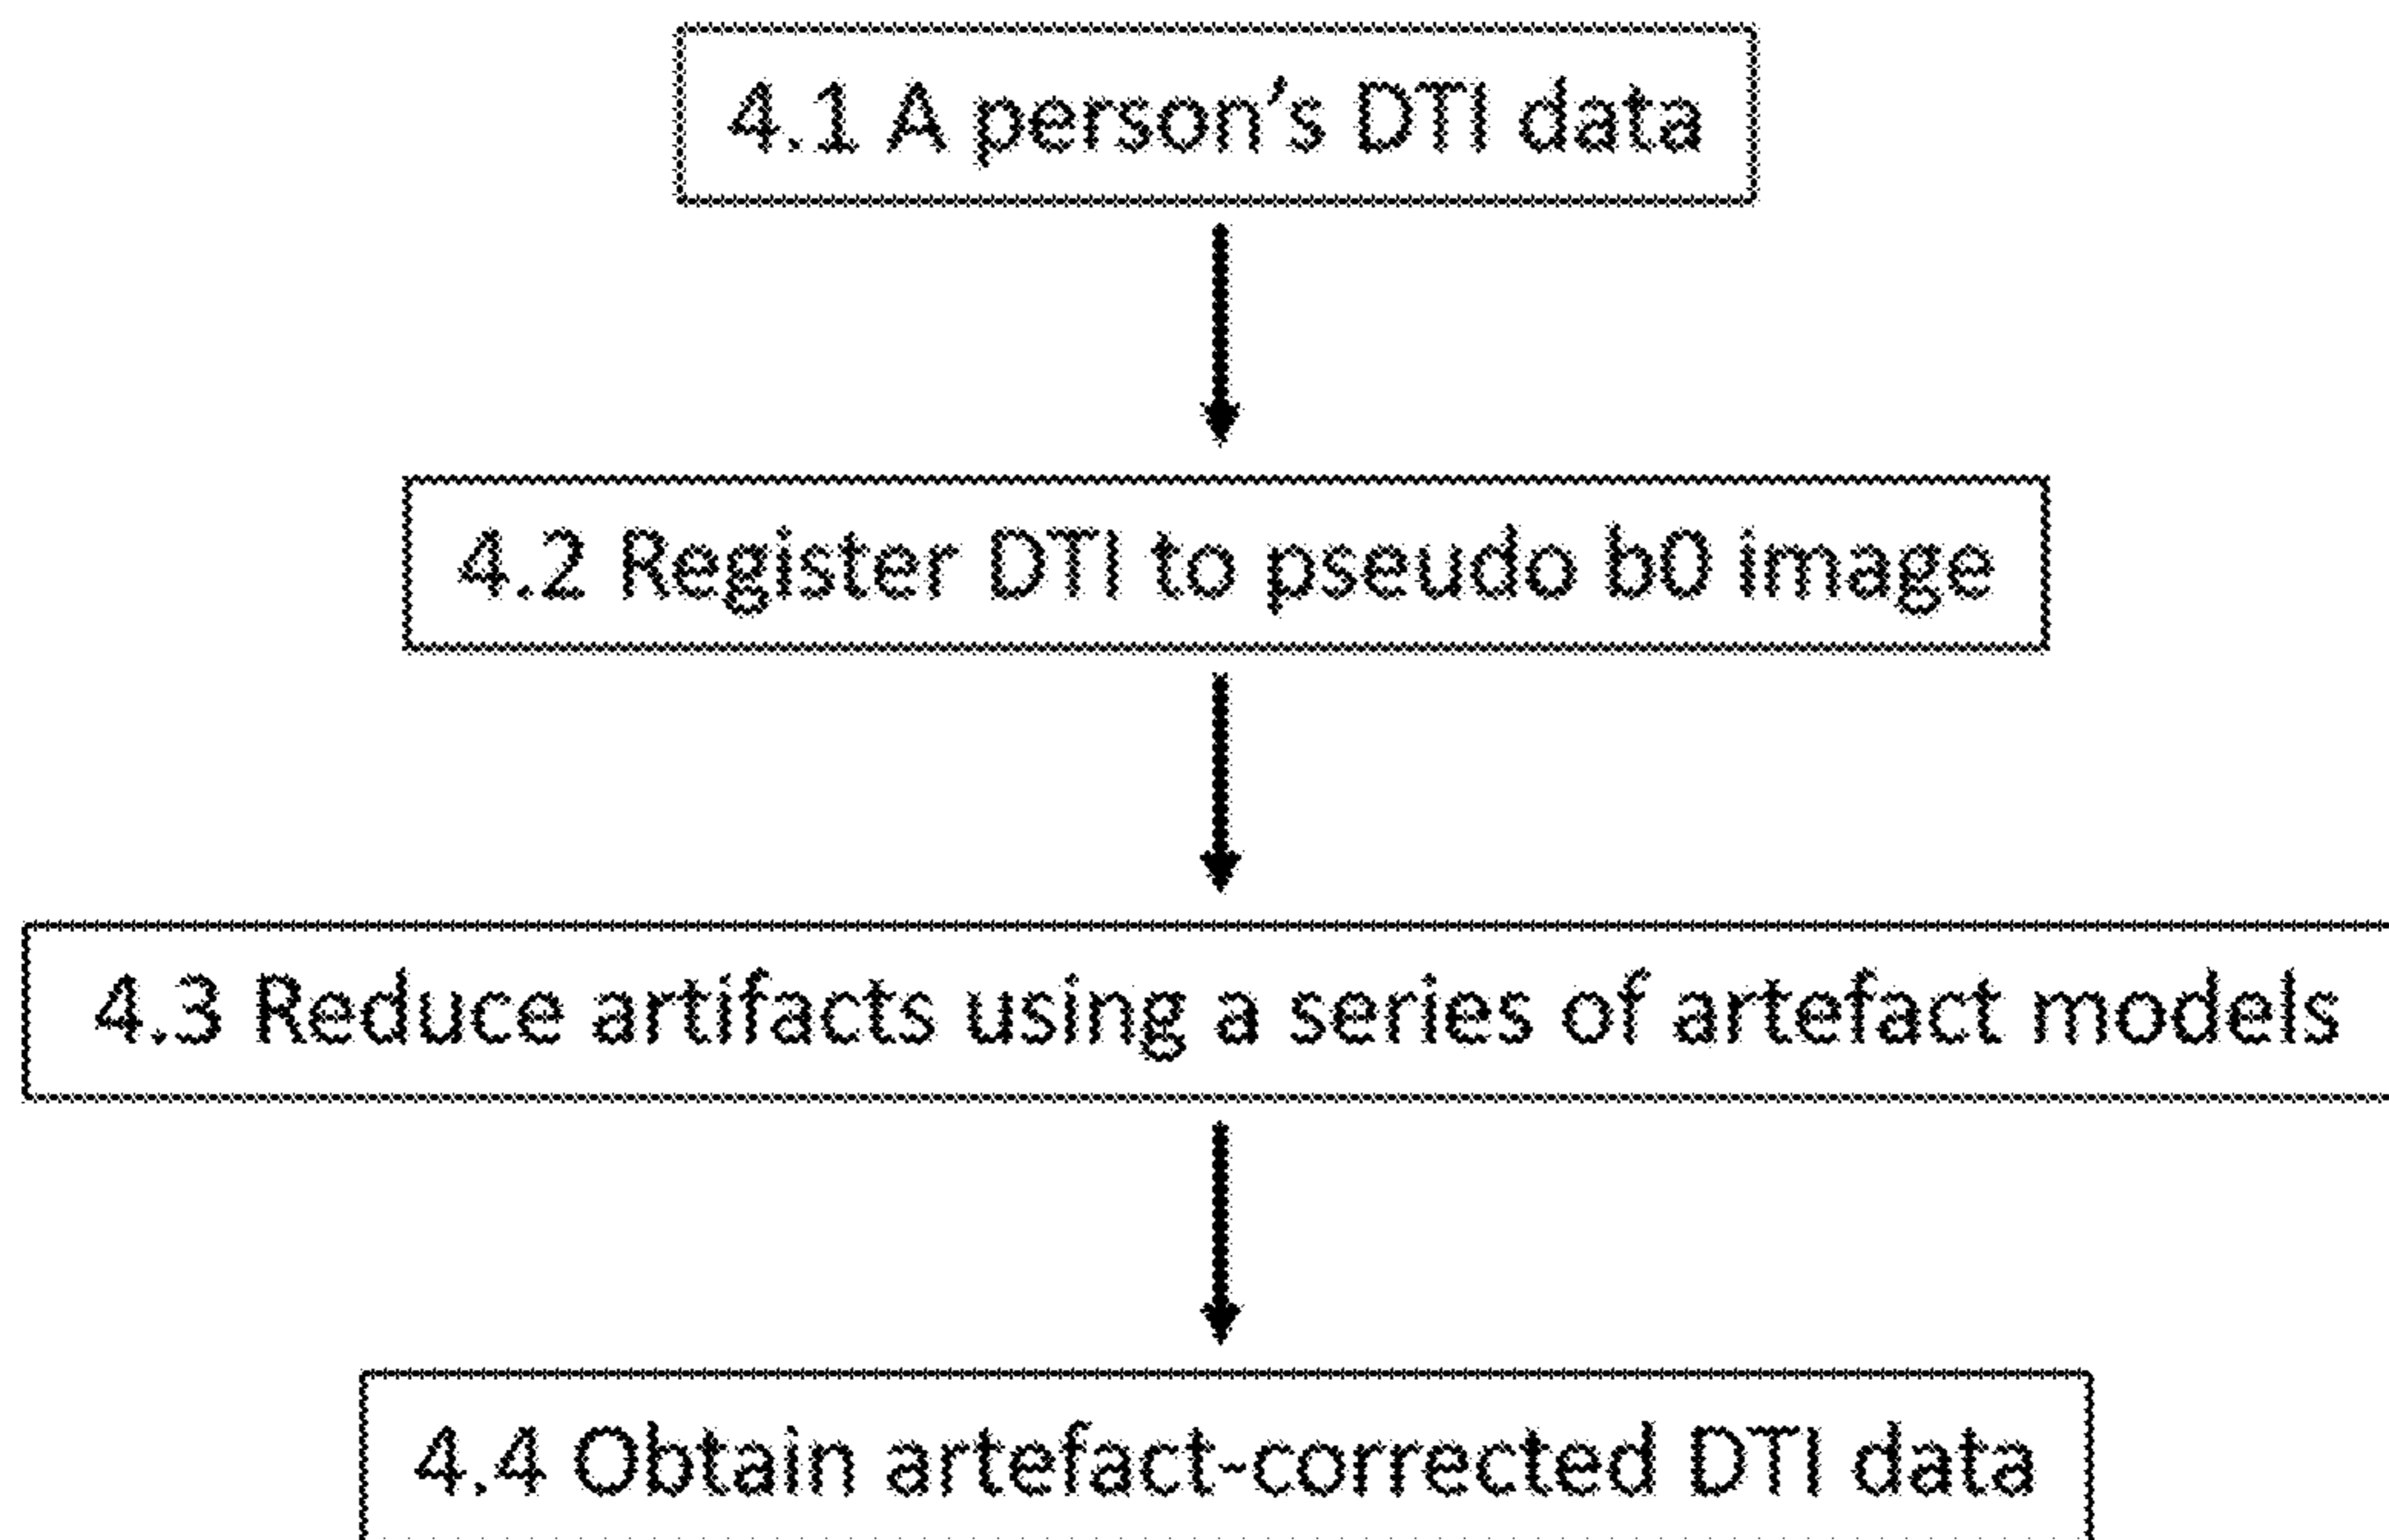 4.1 A person’s DTI data
4.2 Register DTI to pseudo b0 image
4.3 Reduce artifacts using a series of artefact models
4.4 Obtain artefact-corrected DTI data